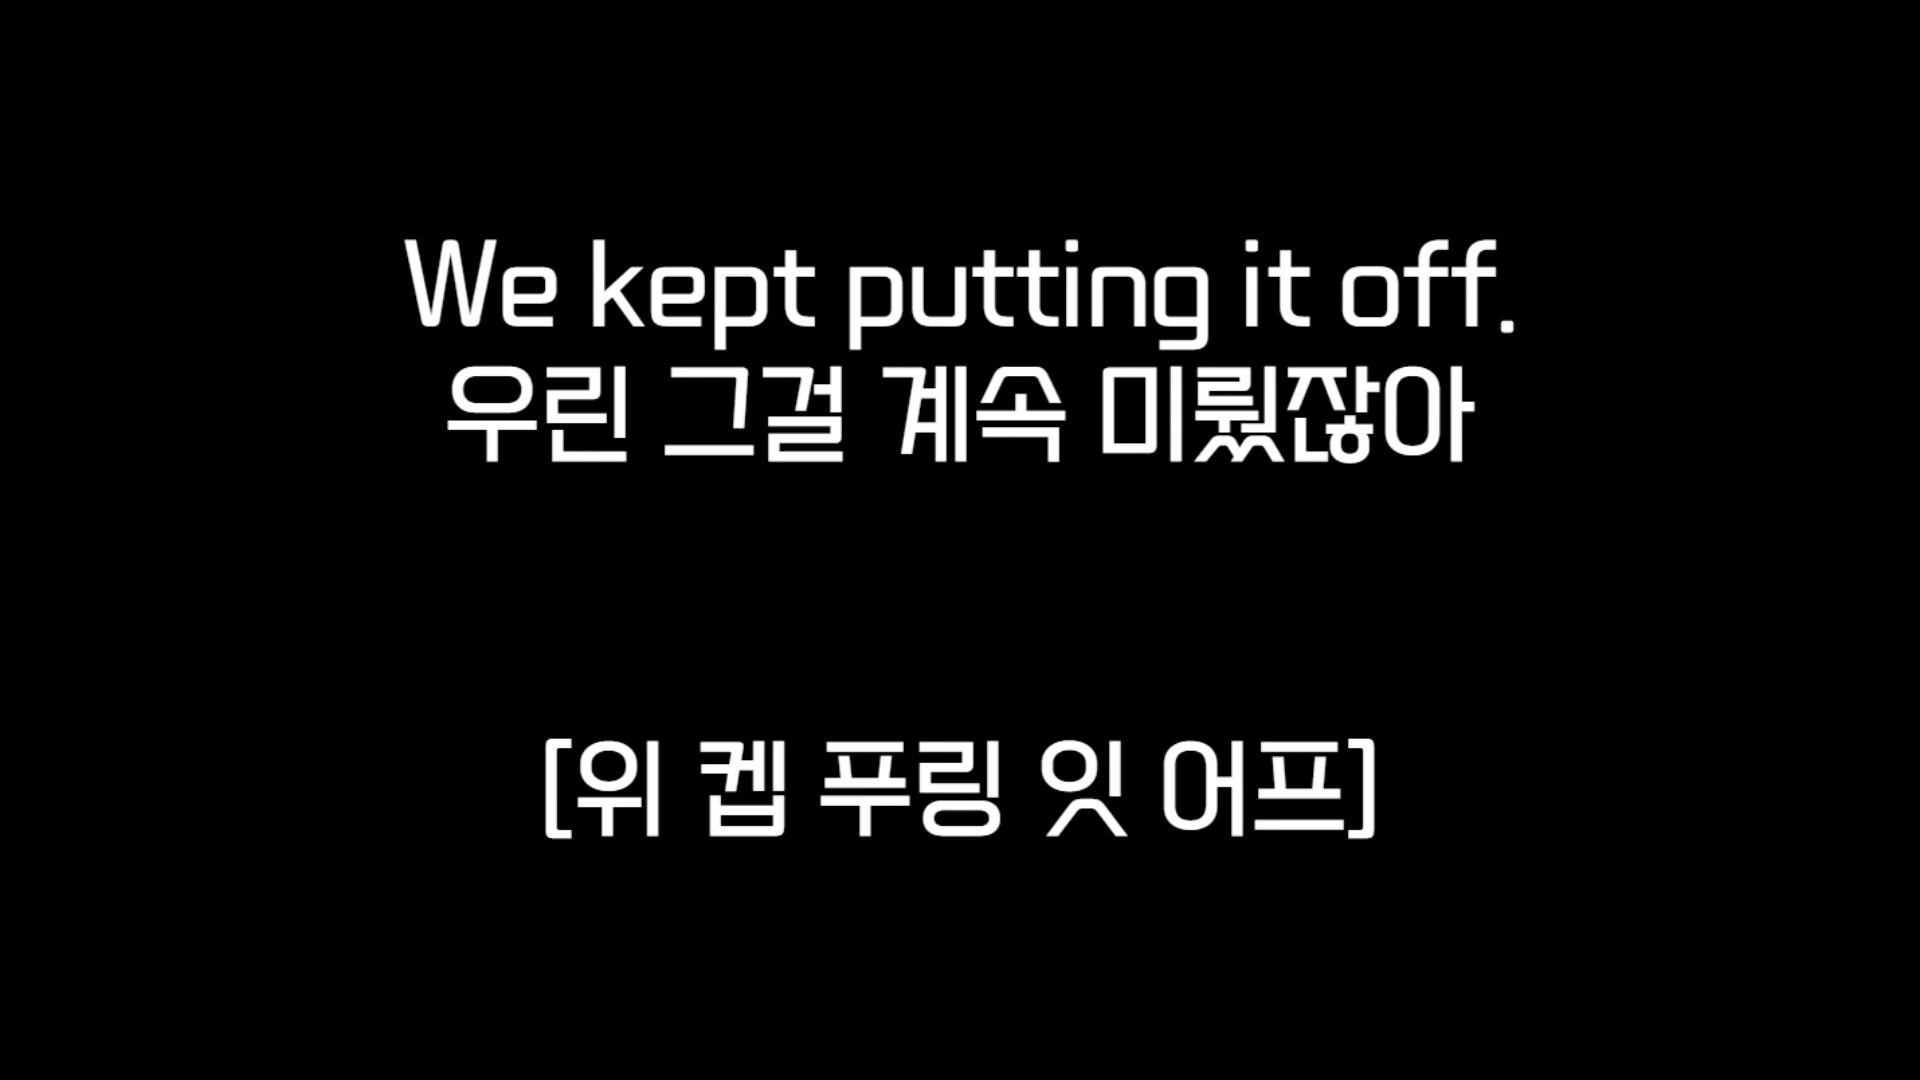 We kept putting it off.
우린 그걸 계속 미뤘잖아
[위 켑 푸링 잇 어프]